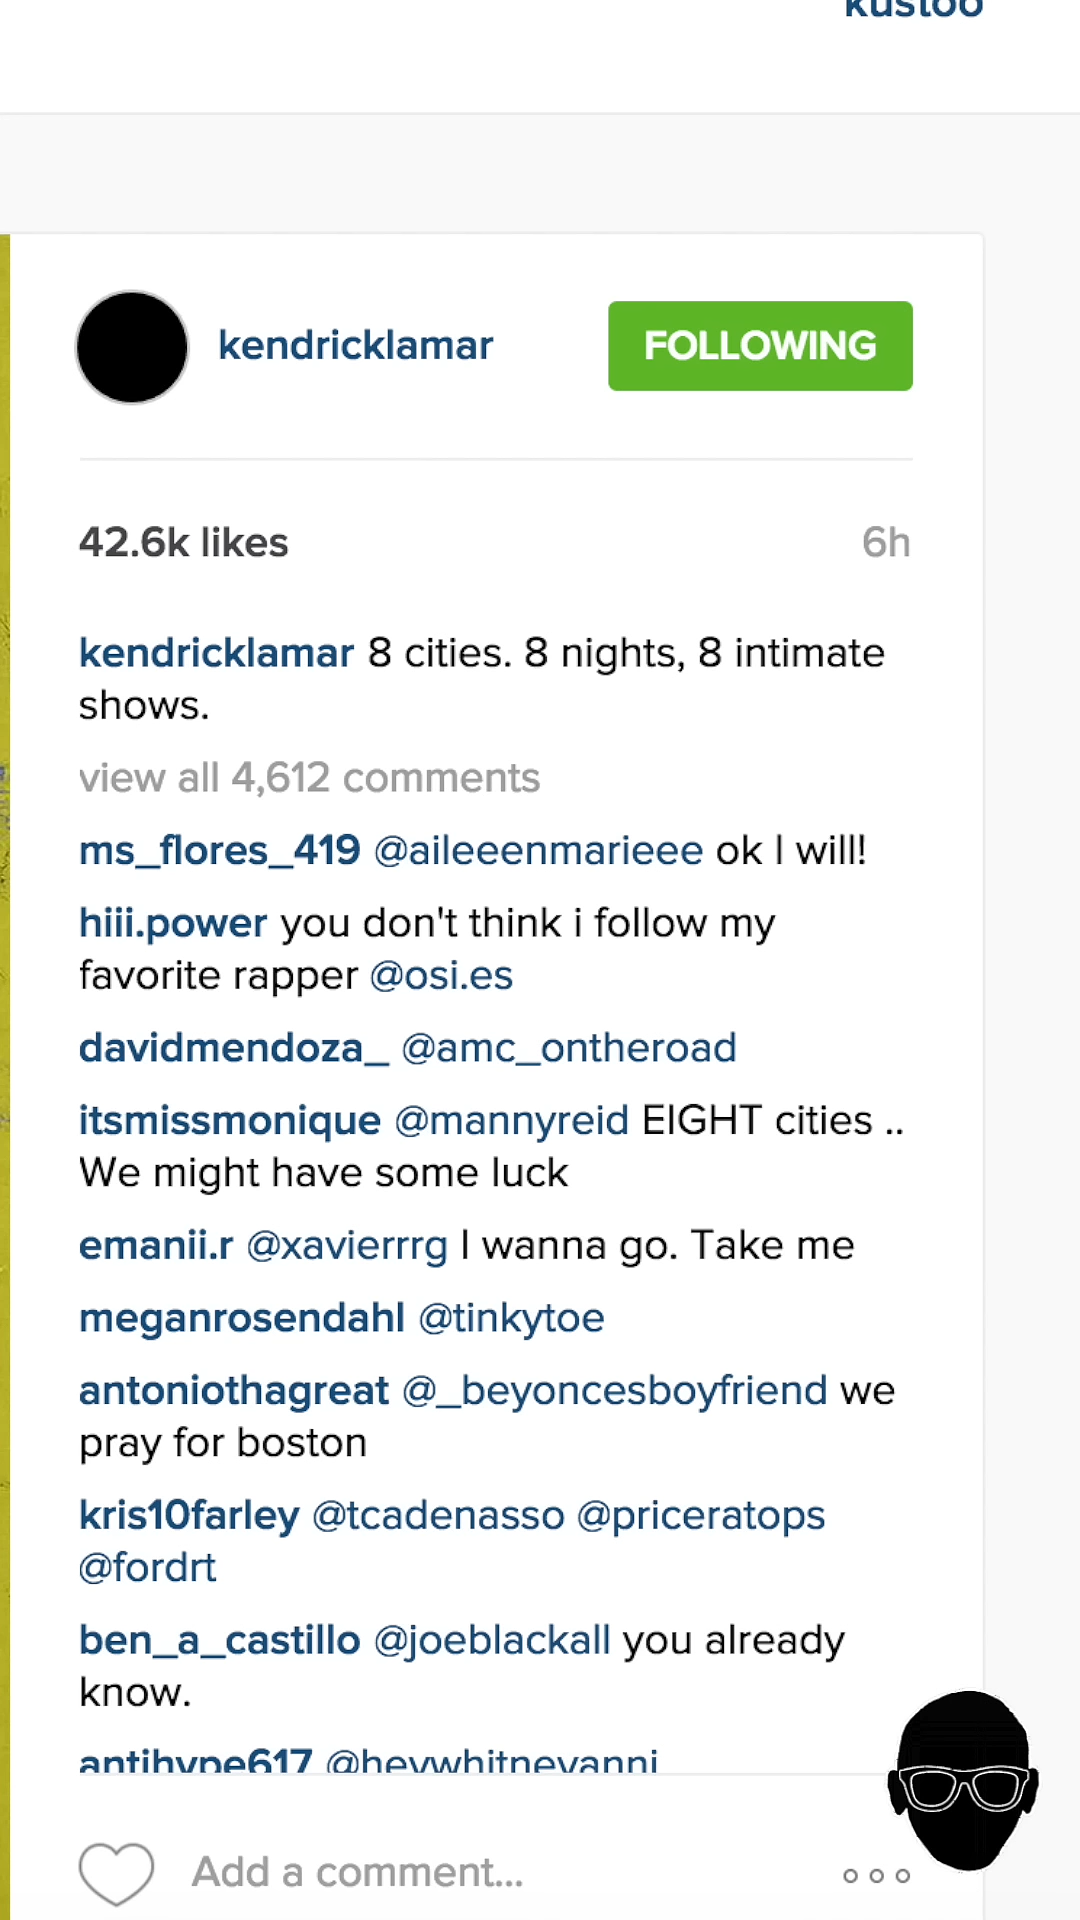 kustoo
kendricklamar
FOLLOWING
42.6k likes
6h
kendricklamar 8 cities. 8 nights, 8 intimate
shows.
view all 4,612 comments
ms_flores_419 @aileeenmarieee ok I will!
hiii.power you don't think i follow my
favorite rapper @osi.es
davidmendoza_ @amc_ontheroad
itsmissmonique @mannyreid EIGHT cities ..
We might have some luck
emanii.r @xavierrrg I wanna go. Take me
meganrosendahl @tinkytoe
antoniothagreat @_beyoncesboyfriend we
pray for boston
kris10farley @tcadenasso @priceratops
@fordrt
ben_a_castillo @joeblackall you already
know.
antihype617 @heywhitneyanni
Add a comment...